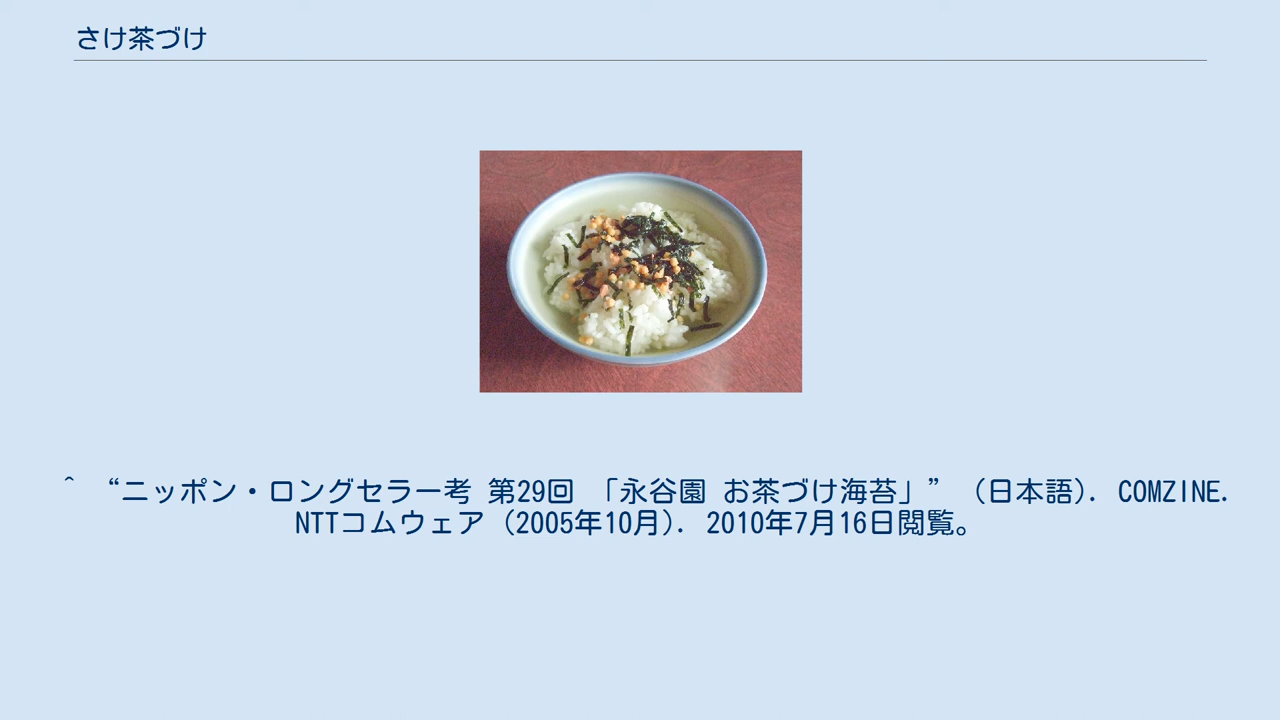 さけ茶づけ
^ “ニッポン・ロングセラー考 第29回 「永谷園 お茶づけ海苔」” (日本語). COMZINE.
NTTコムウェア (2005年10月). 2010年7月16日閲覧。